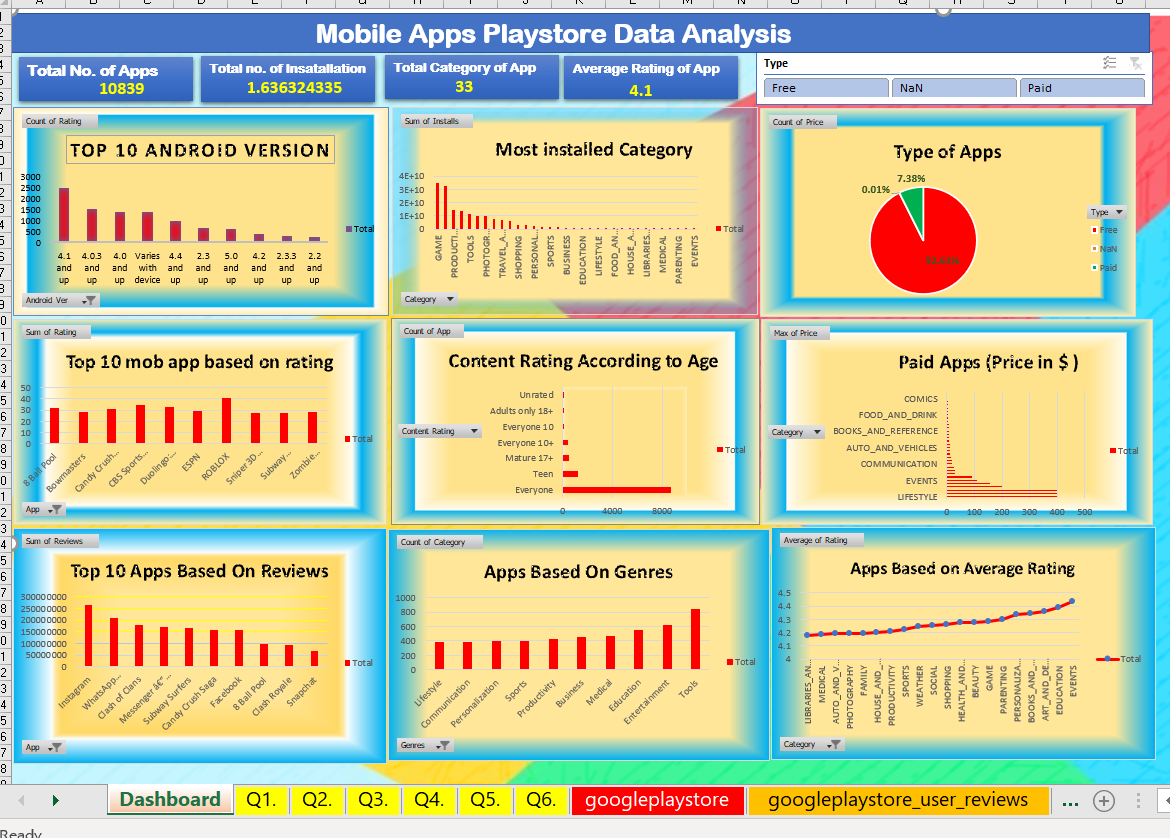 Mobile Apps Playstore Data Analysis
Total No. of Apps
10839
Total no. of Insatallation
1.636324335
Total Category of App
33
Average Rating of App
4.1
Type
Free
NaN
Paid
Count of Rating
TOP 10 ANDROID VERSION
3000
2500
2000
1500
1000
500
0
4.1 and up
4.0.3 and up
4.0 and up
Varies with device
4.4 and up
2.3 and up
5.0 and up
4.2 and up
2.3.3 and up
2.2 and up
Total
Android Ver
Sum of Installs
Most installed Category
4E+10
3E+10
2E+10
1E+10
0
GAME
PRODUCTI...
TOOLS
PHOTOGR...
TRAVEL_A...
SHOPPING
PERSONAL...
SPORTS
BUSINESS
EDUCATION
LIFESTYLE
FOOD_AN...
HOUSE_A...
LIBRARIES...
MEDICAL
PARENTING
EVENTS
Total
Category
Count of Price
Type of Apps
0.01%
7.38%
Type
Free
NaN
Paid
Sum of Rating
Top 10 mob app based on rating
50
40
30
20
10
0
8 Ball Pool
Bowmasters
Candy Crush...
CBS Sports...
Duolingo:...
ESPN
ROBLOX
Sniper 3D...
Subway...
Zombie...
Total
App
Count of App
Content Rating According to Age
Unrated
Adults only 18+
Everyone 10
Everyone 10+
Mature 17+
Teen
Everyone
0
4000
8000
Content Rating
Total
Max of Price
Paid Apps (Price in $ )
COMICS
FOOD_AND_DRINK
BOOKS_AND_REFERENCE
AUTO_AND_VEHICLES
COMMUNICATION
EVENTS
LIFESTYLE
0
100
200
300
400
500
Category
Total
Sum of Reviews
Top 10 Apps Based On Reviews
300000000
250000000
200000000
150000000
100000000
50000000
0
Instagram
WhatsApp...
Clash of Clans
Messenger â€"...
Subway Surfers
Candy Crush Saga
Facebook
8 Ball Pool
Clash Royale
Snapchat
Total
App
Count of Category
Apps Based On Genres
1000
800
600
400
200
0
Lifestyle
Communication
Personalization
Sports
Productivity
Business
Medical
Education
Entertainment
Tools
Total
Genres
Average of Rating
Apps Based on Average Rating
4.5
4.4
4.3
4.2
4.1
4
LIBRARIES_AN...
MEDICAL
AUTO_AND_V...
PHOTOGRAPHY
FAMILY
HOUSE_AND_...
PRODUCTIVITY
SPORTS
WEATHER
SOCIAL
SHOPPING
HEALTH_AND...
BEAUTY
GAME
PARENTING
PERSONALIZA...
BOOKS_AND_...
ART_AND_DE...
EDUCATION
EVENTS
Total
Category
Dashboard
Q1.
Q2.
Q3.
Q4.
Q5.
Q6.
googleplaystore
googleplaystore_user_reviews
...
Ready